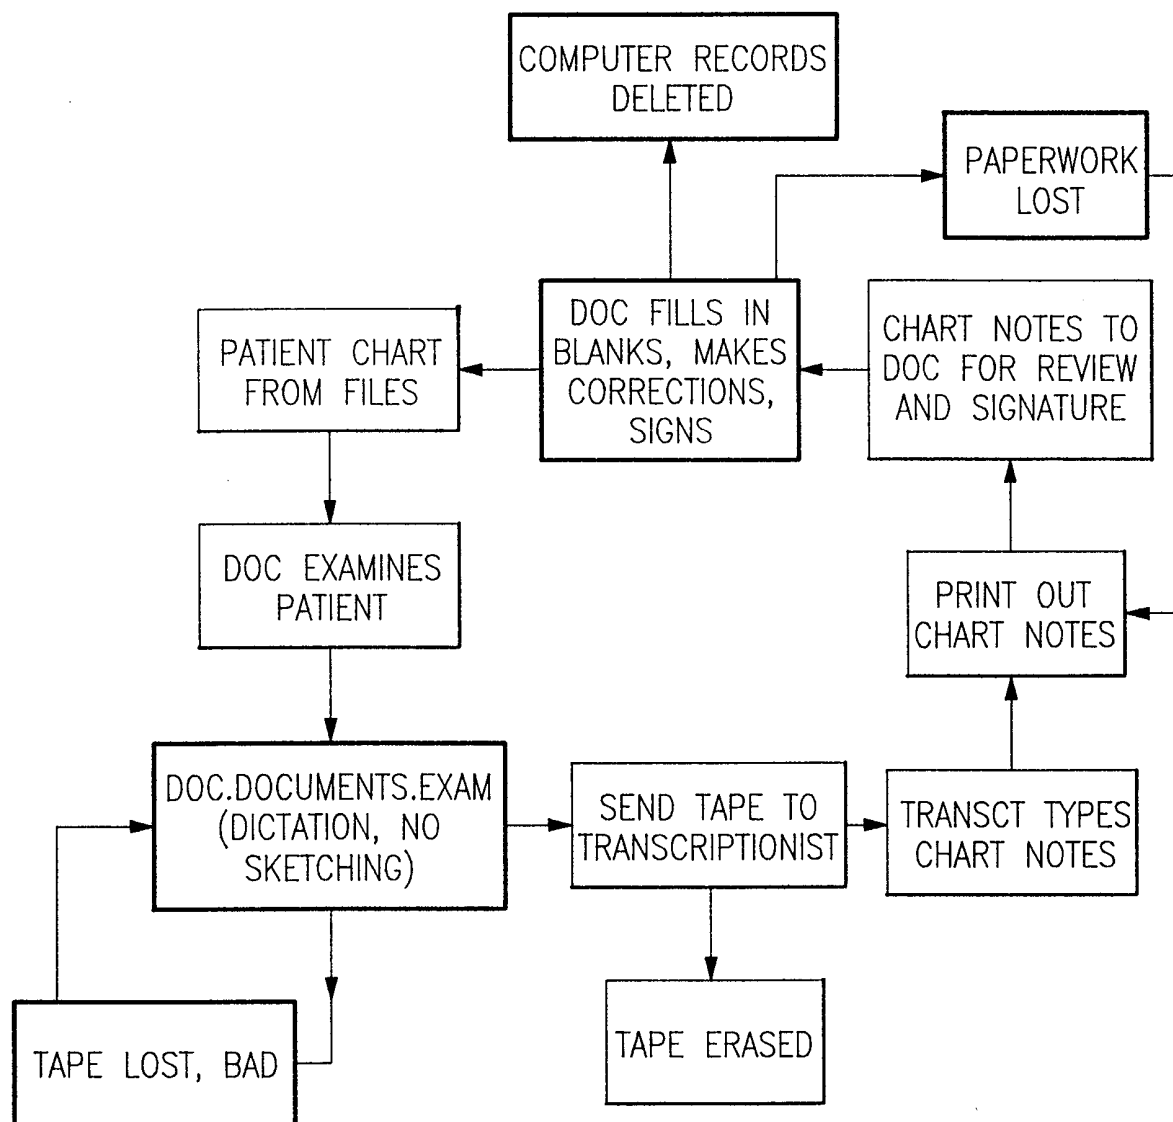 COMPUTER RECORDS
DELETED
PAPERWORK
LOST
DOC FILLS IN
BLANKS, MAKES
CORRECTIONS,
SIGNS
CHART NOTES TO
DOC FOR REVIEW
AND SIGNATURE
PATIENT CHART
FROM FILES
DOC EXAMINES
PATIENT
PRINT OUT
CHART NOTES
DOC.DOCUMENTS.EXAM
(DICTATION, NO
SKETCHING)
SEND TAPE TO
TRANSCRIPTIONIST
TRANSCT TYPES
CHART NOTES
TAPE LOST, BAD
TAPE ERASED